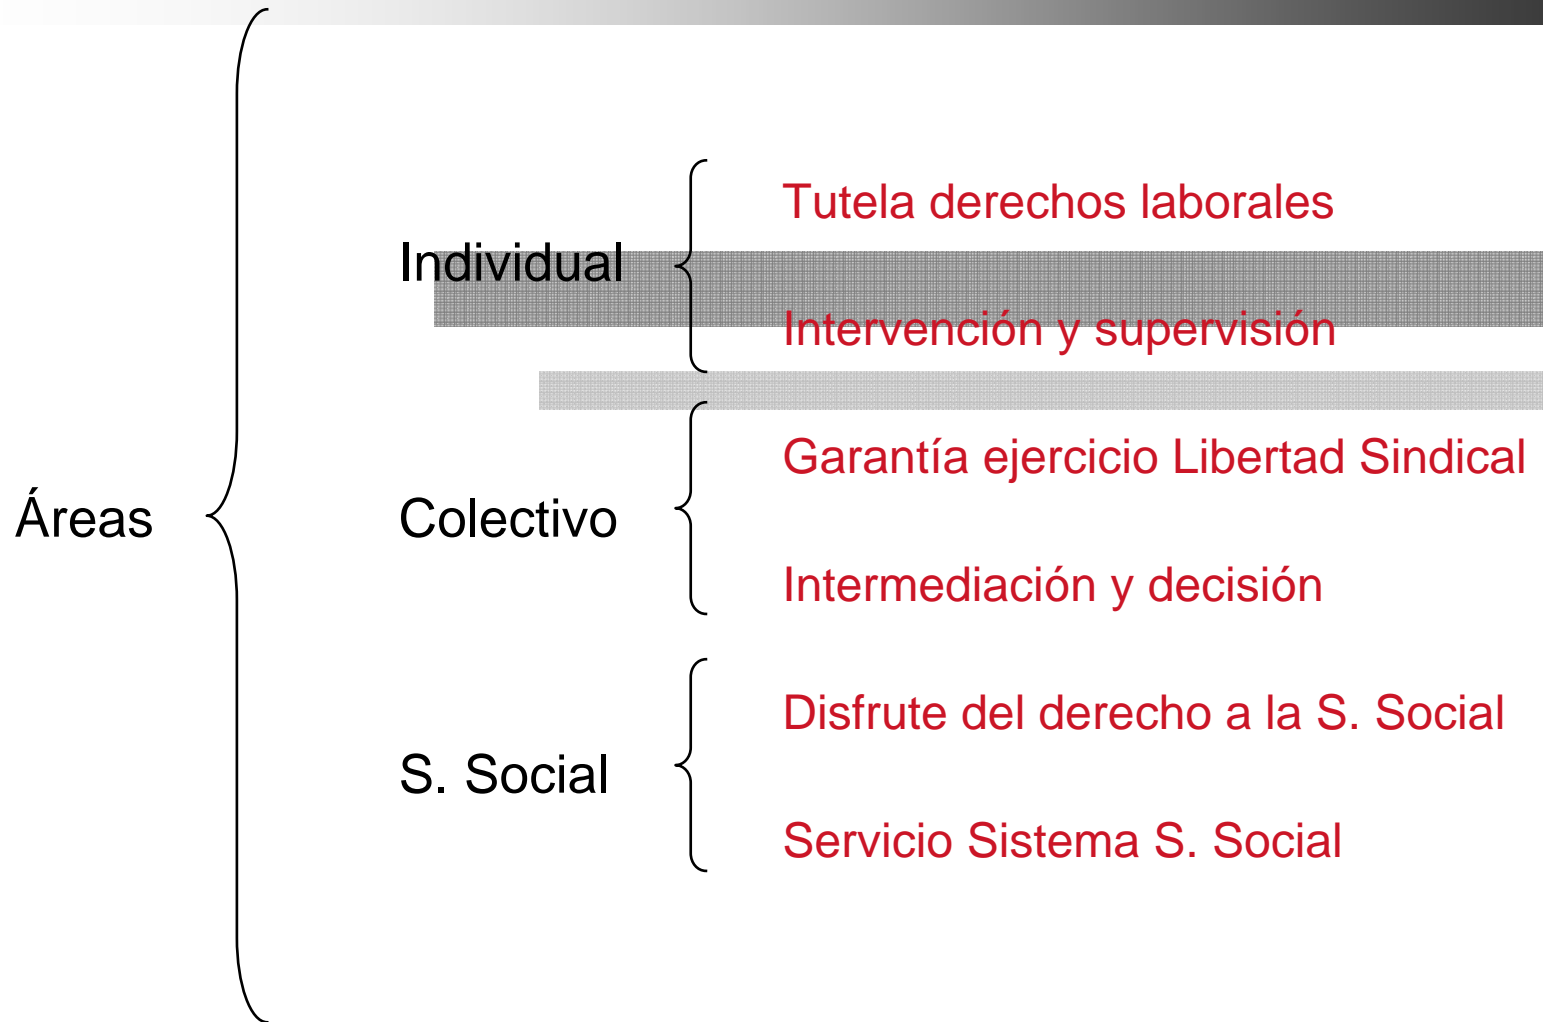 Áreas
Individual
Tutela derechos laborales
Intervención y supervisión
Colectivo
Garantía ejercicio Libertad Sindical
Intermediación y decisión
S. Social
Disfrute del derecho a la S. Social
Servicio Sistema S. Social